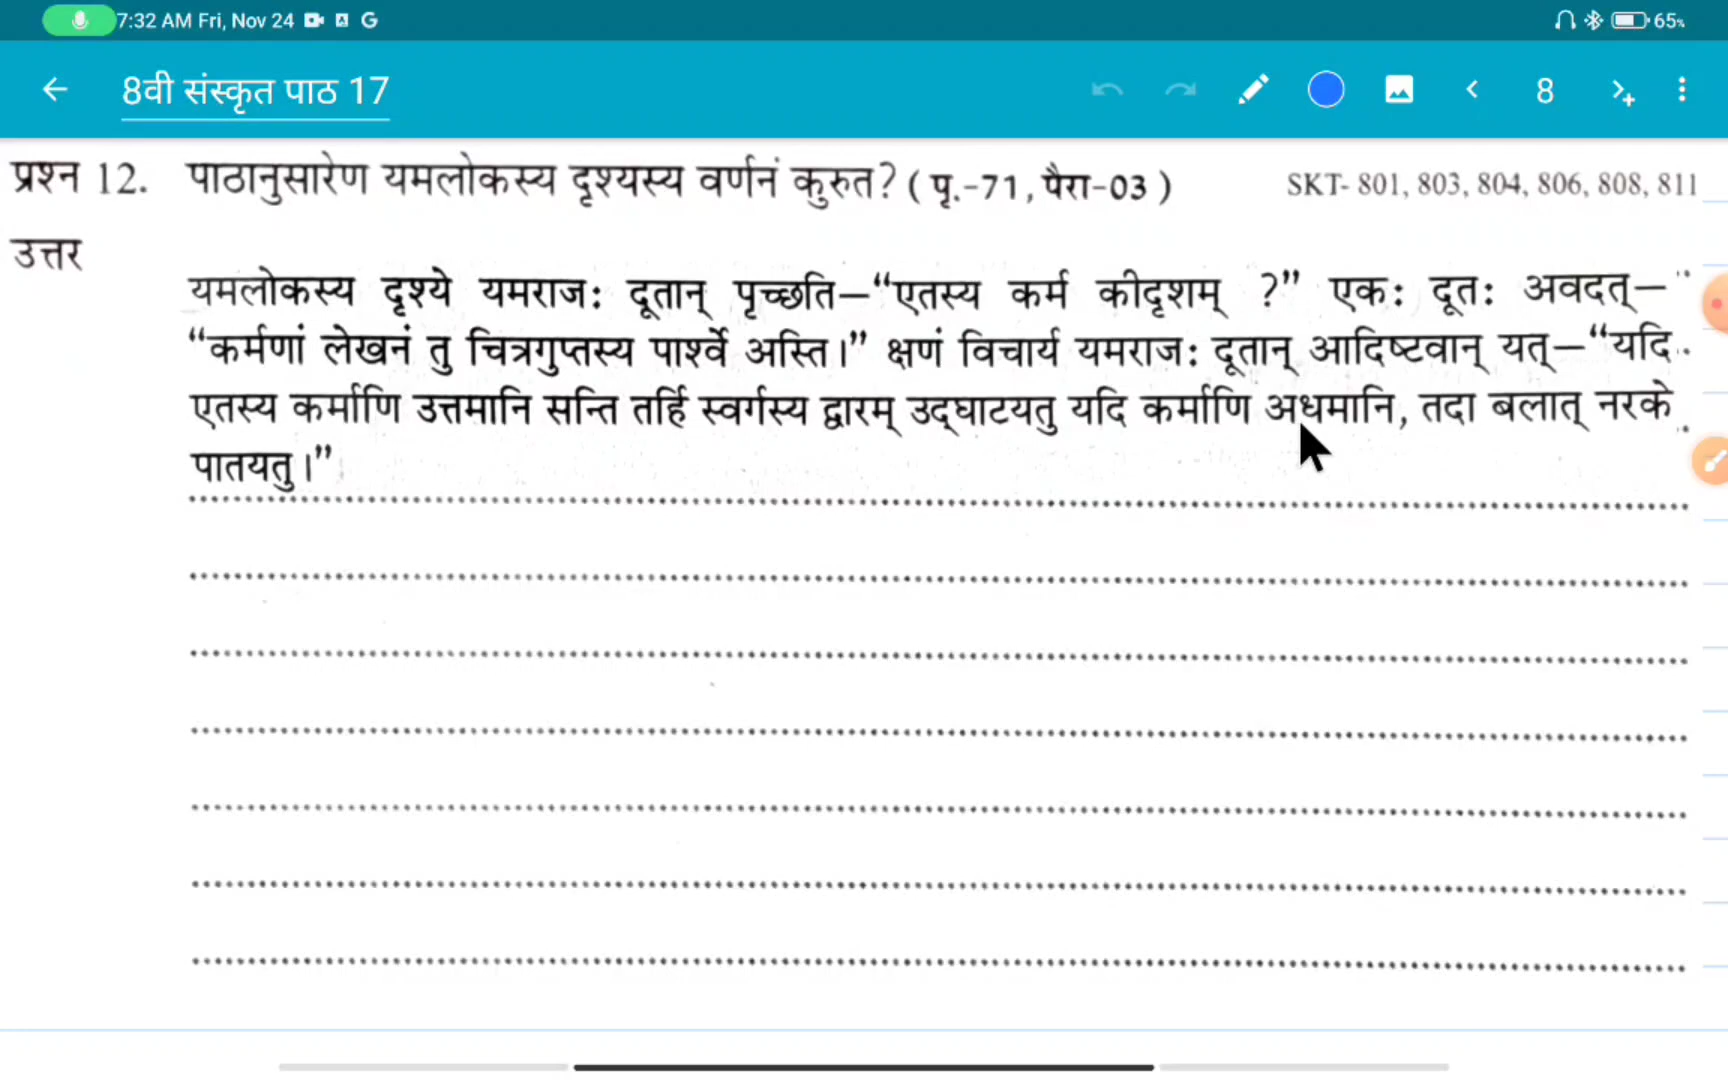 7:32 AM Fri, Nov 24
65%
8वी संस्कृत पाठ 17
8
प्रश्न 12. पाठानुसारेण यमलोकस्य दृश्यस्य वर्णनं कुरुत? ( पृ.-71, पैरा-03 ) SKT- 801, 803, 804, 806, 808, 811
उत्तर
यमलोकस्य दृश्ये यमराजः दूतान् पृच्छति—“एतस्य कर्म कीदृशम् ?” एकः दूतः अवदत्—
“कर्मणां लेखनं तु चित्रगुप्तस्य पार्श्वे अस्ति।” क्षणं विचार्य यमराजः दूतान् आदिष्टवान् यत्—“यदि
एतस्य कर्माणि उत्तमानि सन्ति तर्हि स्वर्गस्य द्वारम् उद्घाटयतु यदि कर्माणि अधमानि, तदा बलात् नरके
पातयतु।”